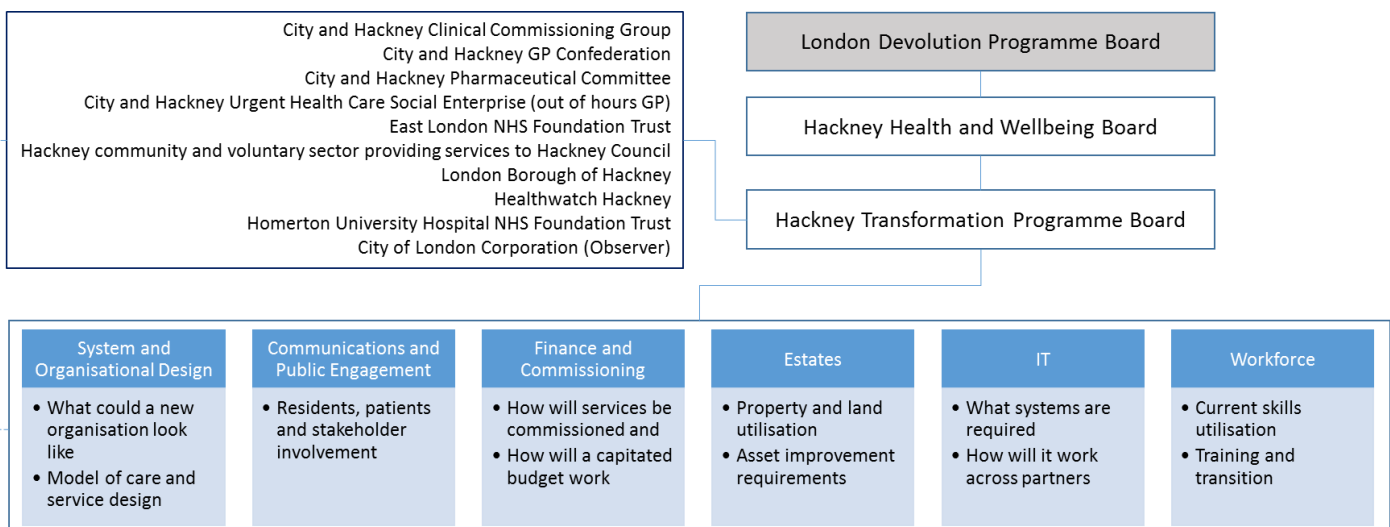 City and Hackney Clinical Commissioning Group
City and Hackney GP Confederation
City and Hackney Pharmaceutical Committee
City and Hackney Urgent Health Care Social Enterprise (out of hours GP)
East London NHS Foundation Trust
Hackney community and voluntary sector providing services to Hackney Council
London Borough of Hackney
Healthwatch Hackney
Homerton University Hospital NHS Foundation Trust
City of London Corporation (Observer)
London Devolution Programme Board
Hackney Health and Wellbeing Board
Hackney Transformation Programme Board
System and
Organisational Design
• What could a new
organisation look
like
• Model of care and
service design
Communications and
Public Engagement
• Residents, patients
and stakeholder
involvement
Finance and
Commissioning
• How will services be
commissioned and
• How will a capitated
budget work
Estates
• Property and land
utilisation
• Asset improvement
requirements
IT
• What systems are
required
• How will it work
across partners
Workforce
• Current skills
utilisation
• Training and
transition